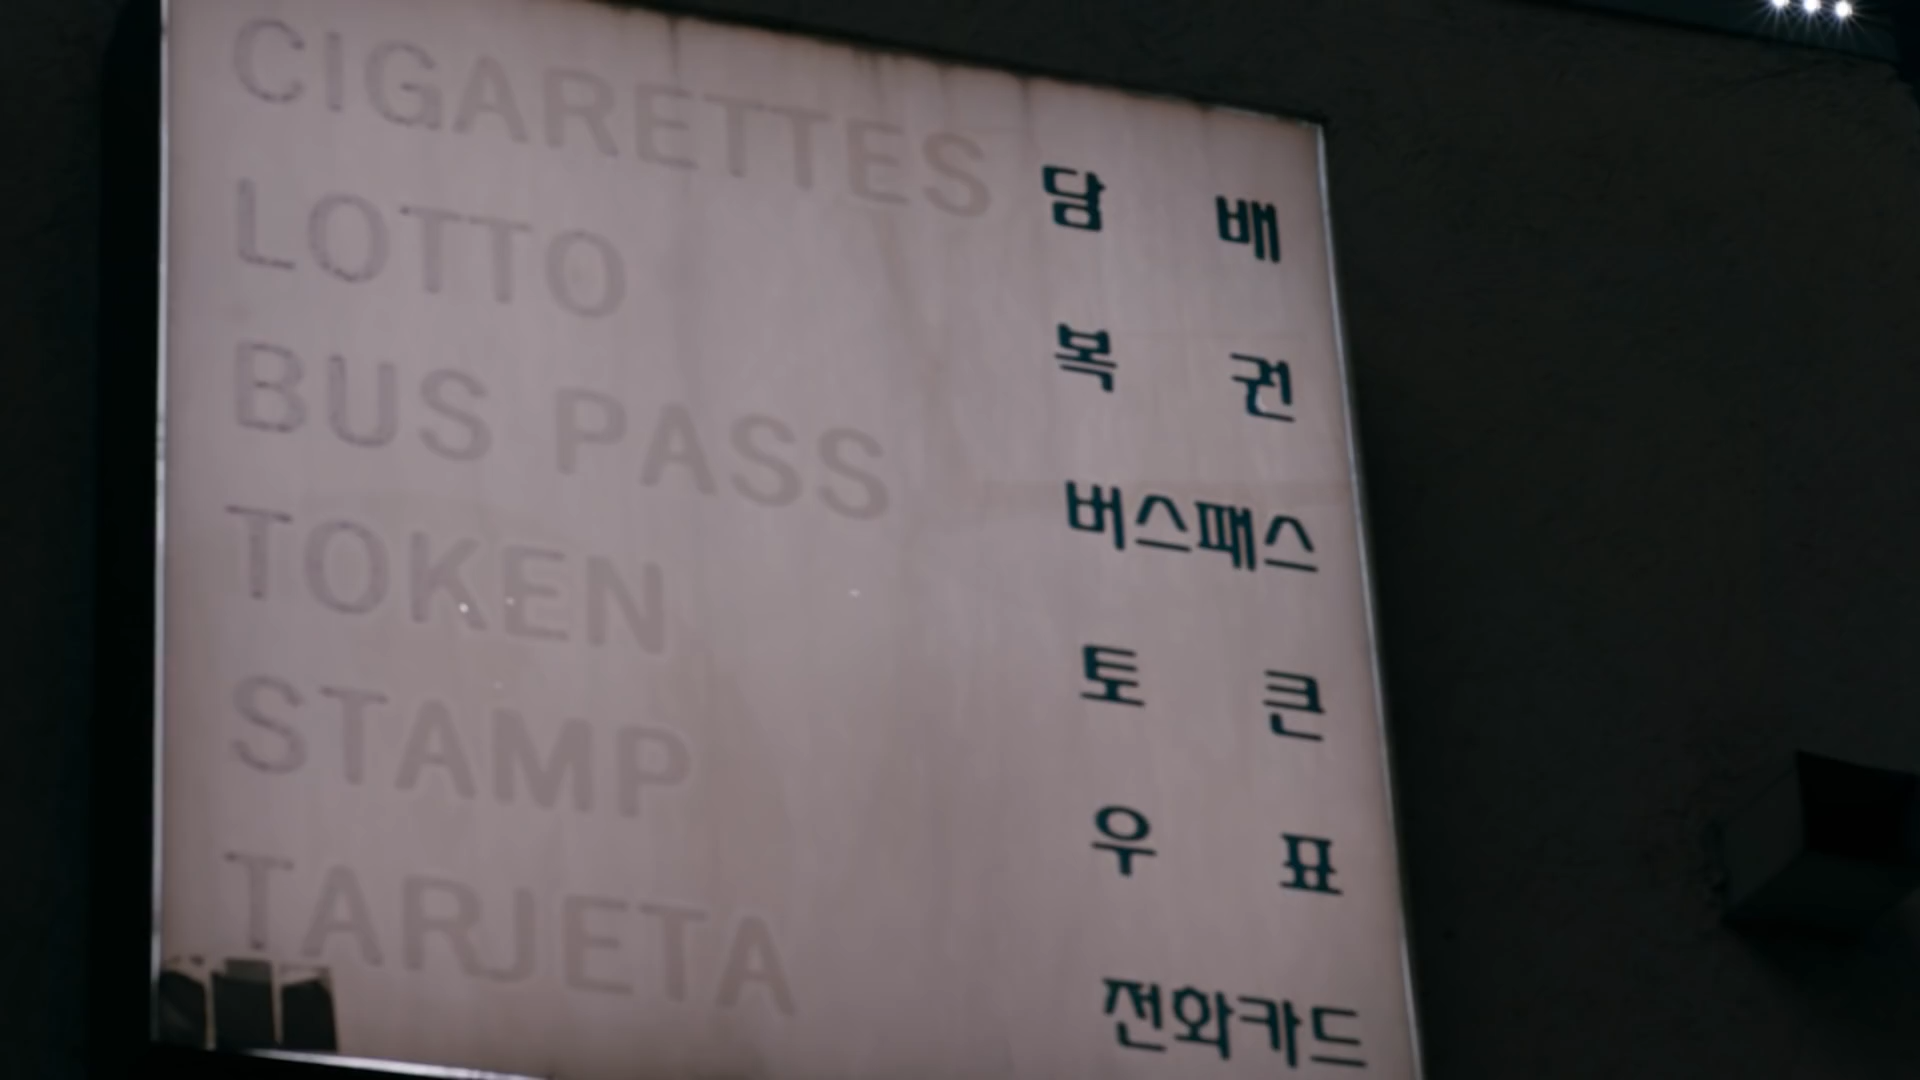 CIGARETTES 담 배
LOTTO 복 권
BUS PASS 버스패스
TOKEN 토 큰
STAMP 우 표
TARJETA 전화카드